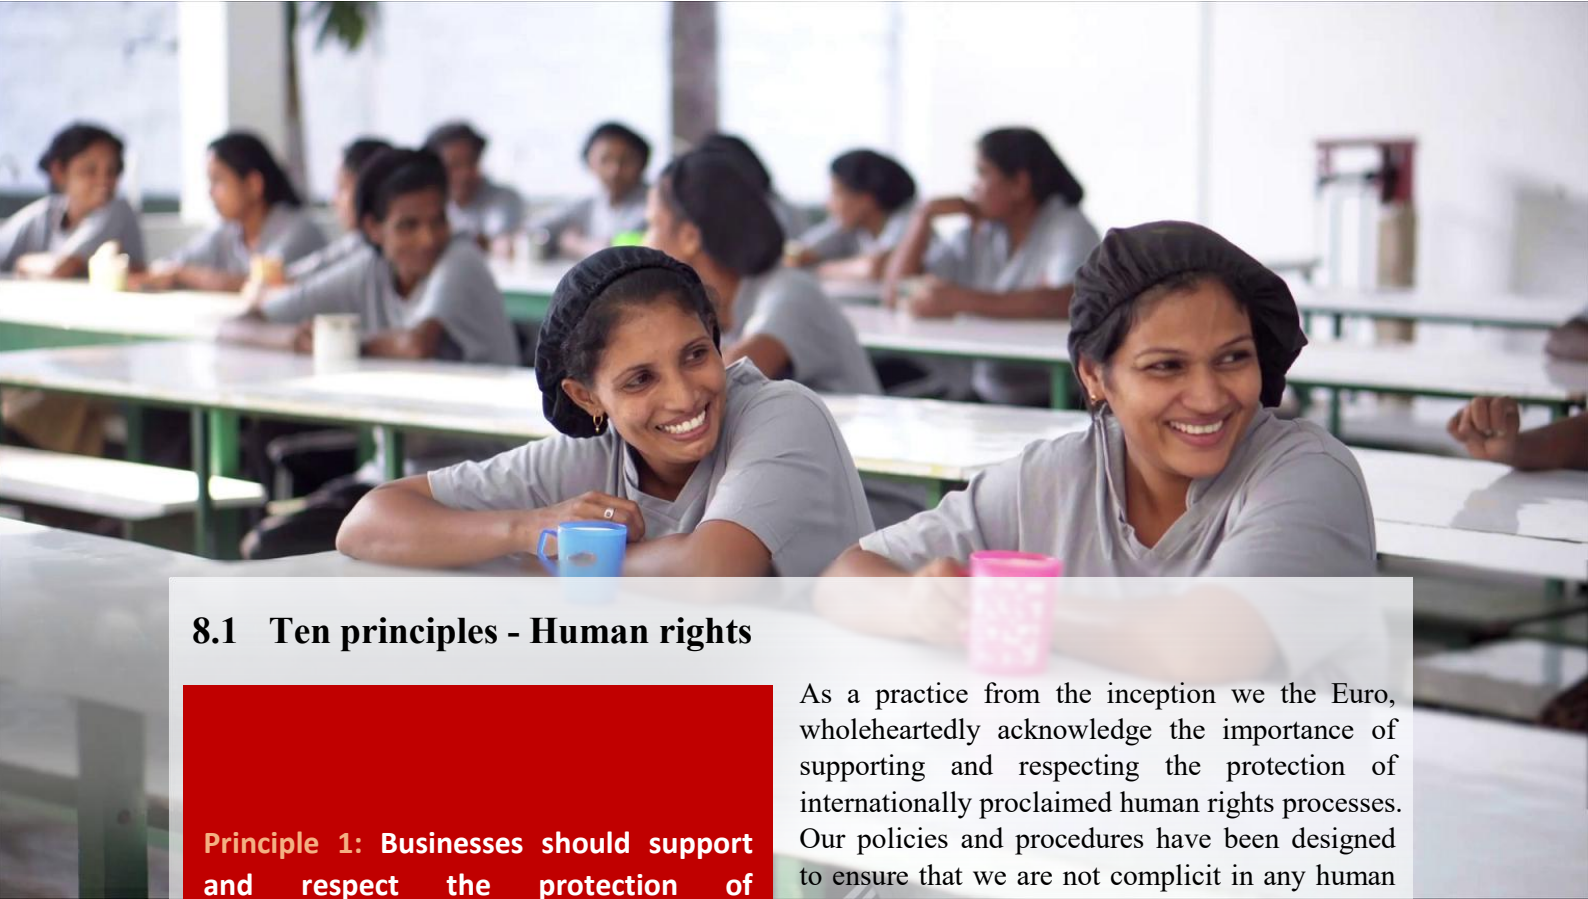 8.1 Ten principles - Human rights
Principle 1: Businesses should support
and respect the protection of
As a practice from the inception we the Euro,
wholeheartedly acknowledge the importance of
supporting and respecting the protection of
internationally proclaimed human rights processes.
Our policies and procedures have been designed
to ensure that we are not complicit in any human